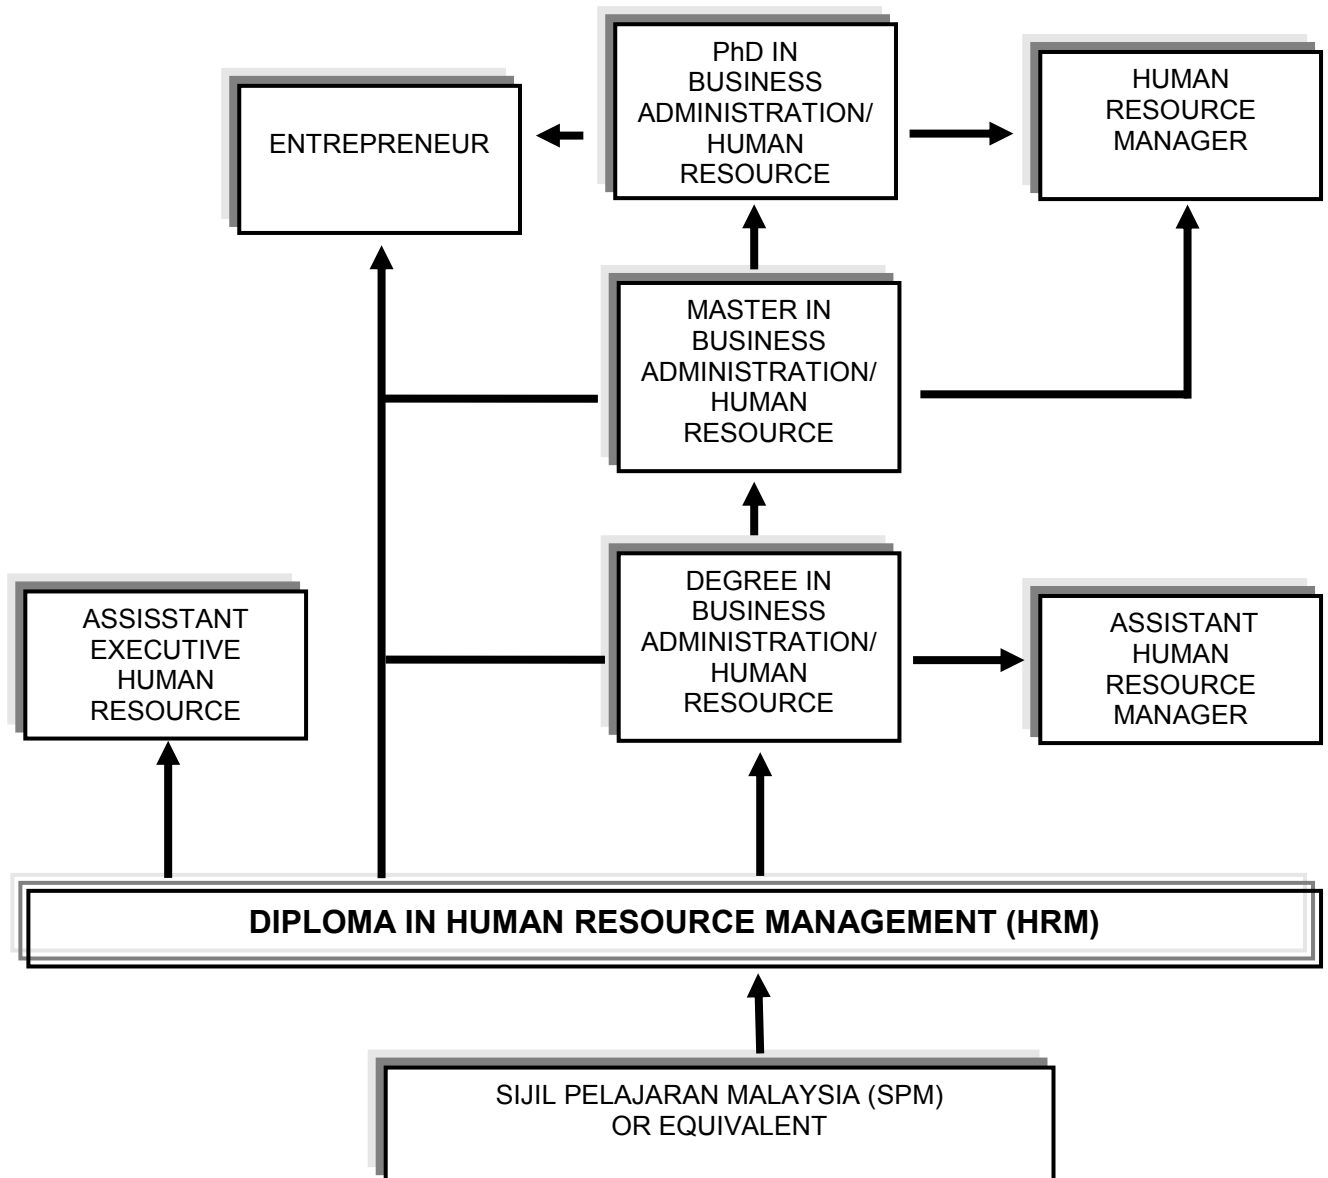 PhD IN
BUSINESS
ADMINISTRATION/
HUMAN
RESOURCE
HUMAN
RESOURCE
MANAGER
ENTREPRENEUR
MASTER IN
BUSINESS
ADMINISTRATION/
HUMAN
RESOURCE
DEGREE IN
BUSINESS
ADMINISTRATION/
HUMAN
RESOURCE
ASSISSTANT
EXECUTIVE
HUMAN
RESOURCE
ASSISTANT
HUMAN
RESOURCE
MANAGER
DIPLOMA IN HUMAN RESOURCE MANAGEMENT (HRM)
SIJIL PELAJARAN MALAYSIA (SPM)
OR EQUIVALENT